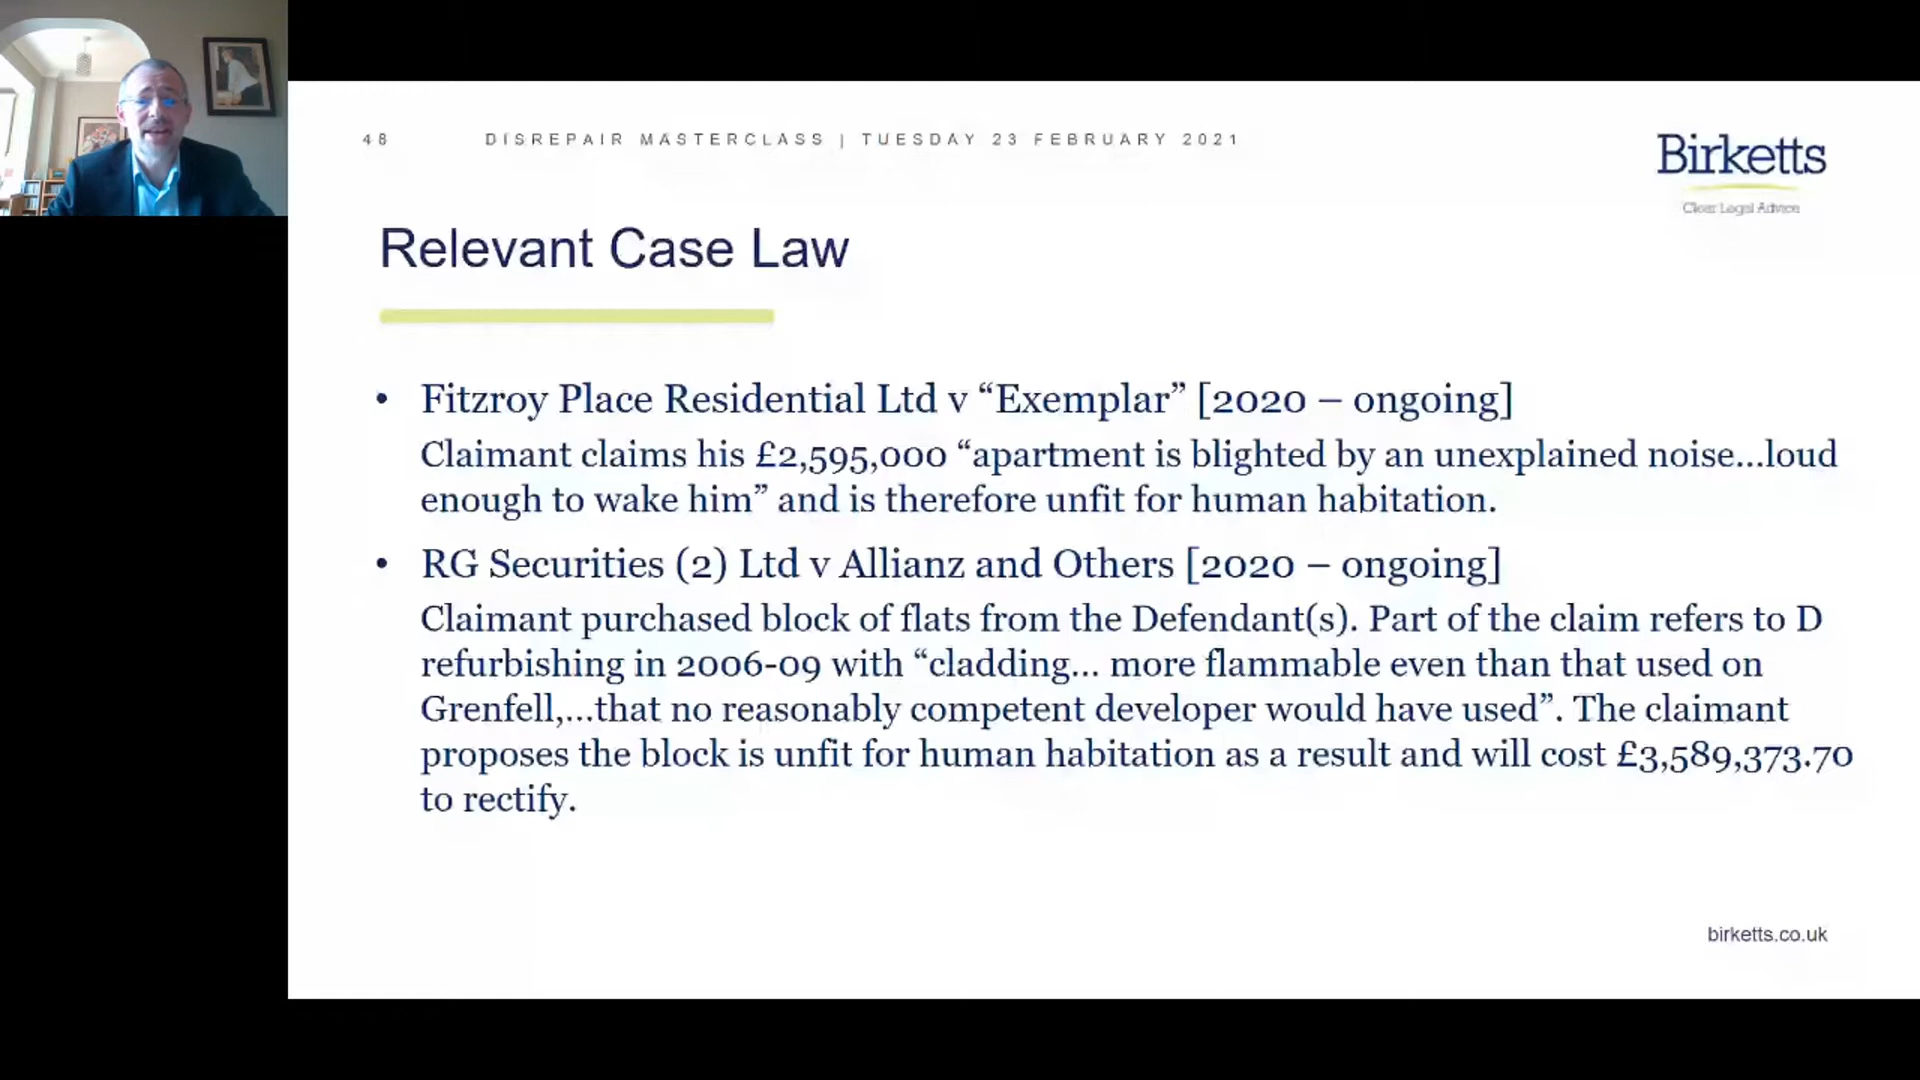 48 DISREPAIR MASTERCLASS | TUESDAY 23 FEBRUARY 2021
Birketts
Clear Legal Advice
Relevant Case Law
• Fitzroy Place Residential Ltd v “Exemplar” [2020 – ongoing]
Claimant claims his £2,595,000 “apartment is blighted by an unexplained noise...loud
enough to wake him” and is therefore unfit for human habitation.
• RG Securities (2) Ltd v Allianz and Others [2020 – ongoing]
Claimant purchased block of flats from the Defendant(s). Part of the claim refers to D
refurbishing in 2006-09 with “cladding... more flammable even than that used on
Grenfell,...that no reasonably competent developer would have used”. The claimant
proposes the block is unfit for human habitation as a result and will cost £3,589,373.70
to rectify.
birketts.co.uk